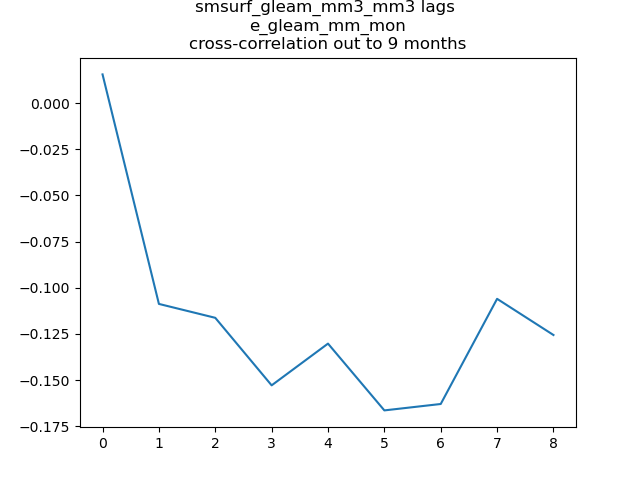 smsurf_gleam_mm3_mm3 lags
e_gleam_mm_mon
cross-correlation out to 9 months
0.000
−0.025
−0.050
−0.075
−0.100
−0.125
−0.150
−0.175
0 1 2 3 4 5 6 7 8